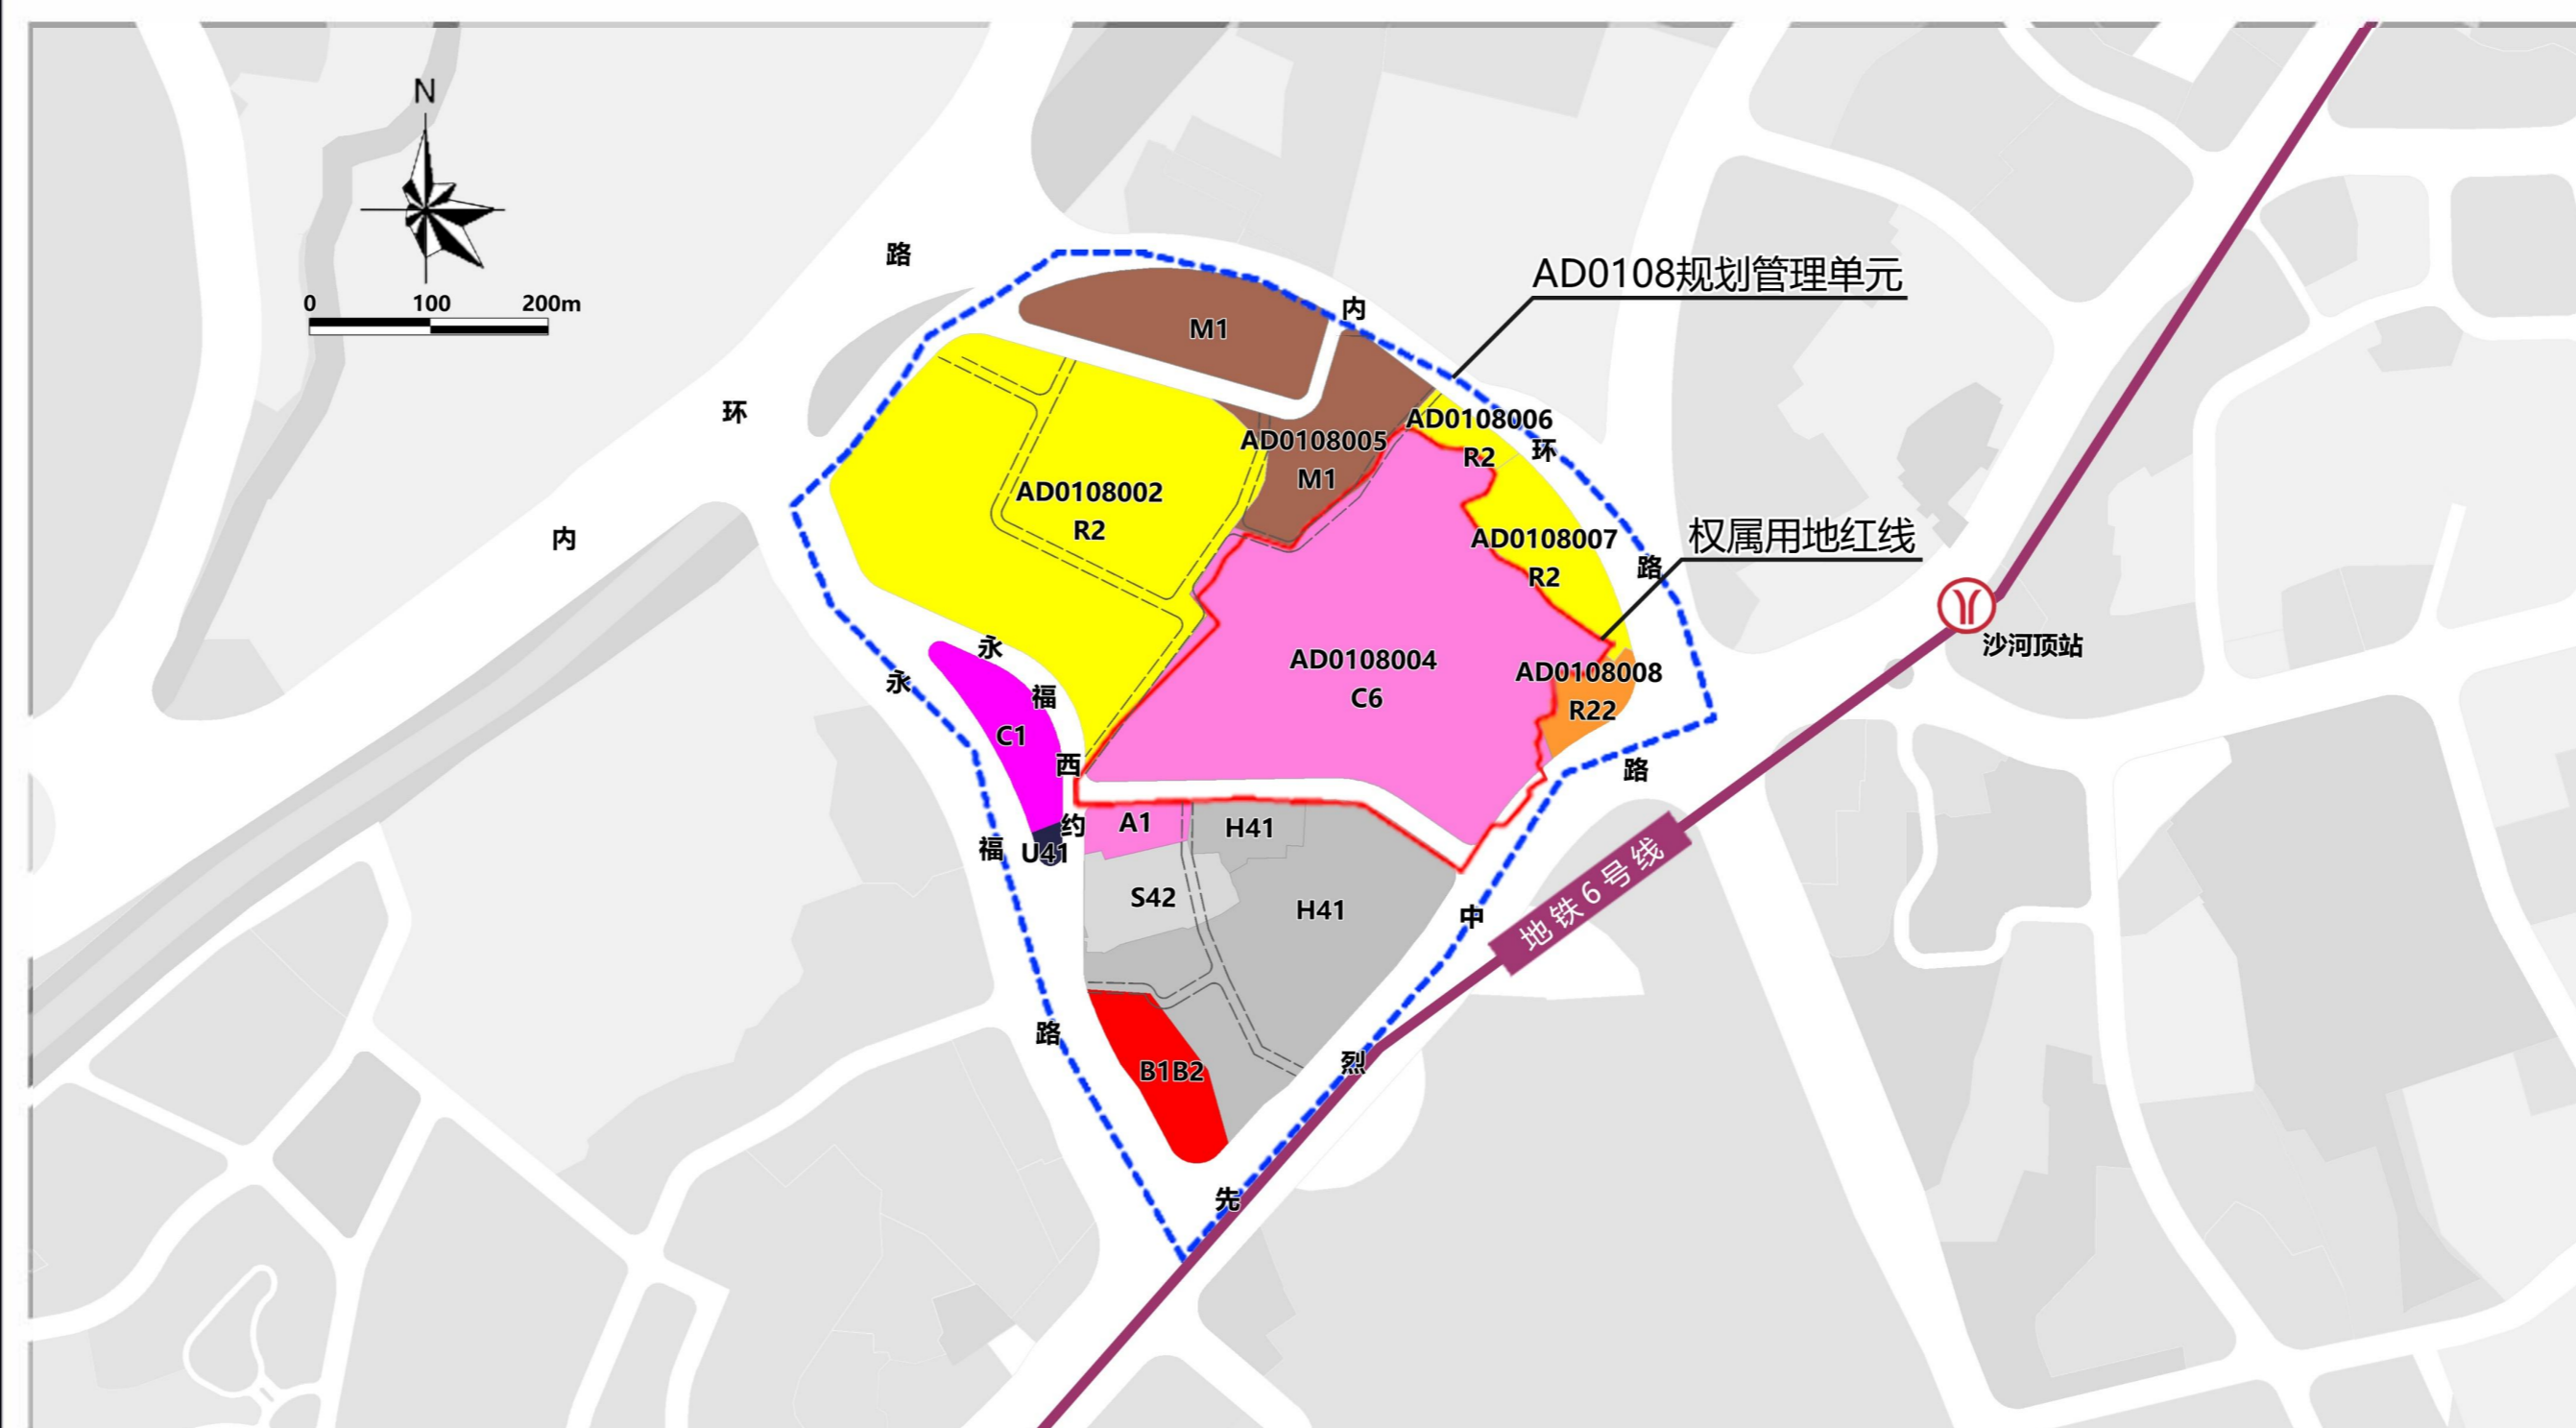 N
0 100 200m
路
环
内
内
环
路
AD0108规划管理单元
权属用地红线
M1
AD0108005
M1
AD0108006
R2
AD0108002
R2
AD0108007
R2
AD0108004
C6
AD0108008
R22
沙河顶站
永
福
西
约
永
福
路
C1
U41
A1
H41
S42
H41
B1B2
路
中
烈
先
地铁6号线